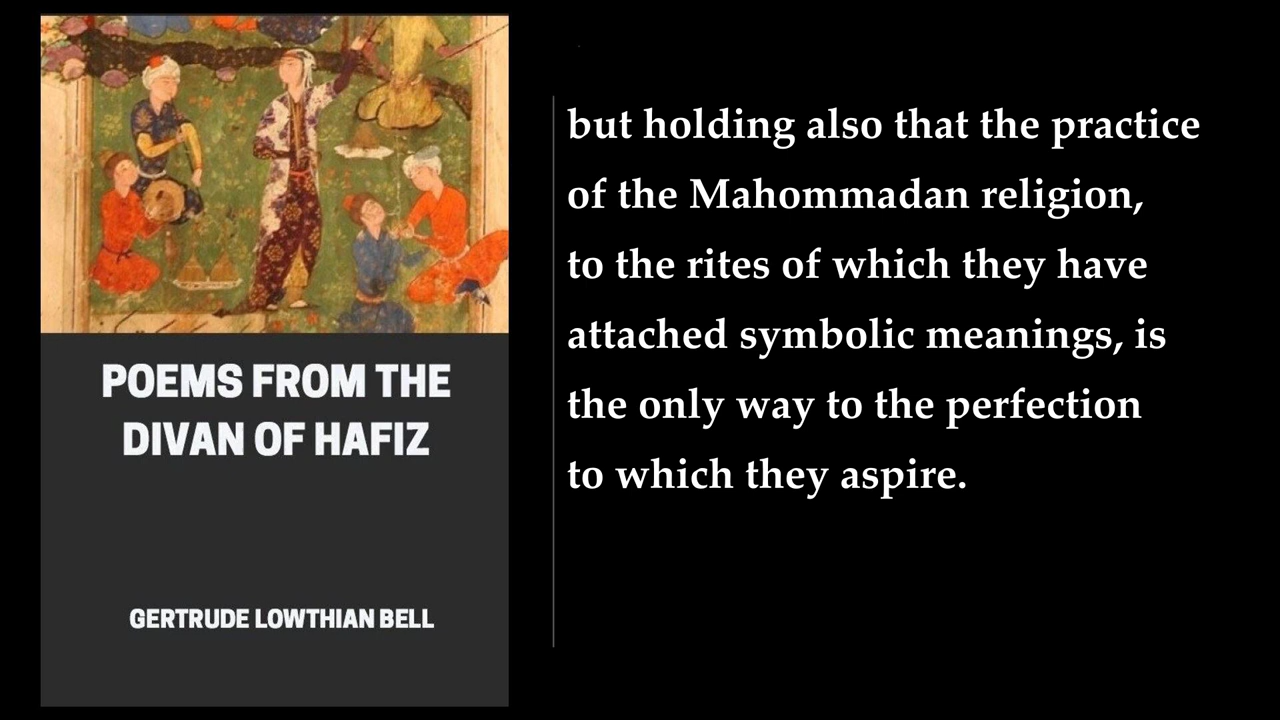 POEMS FROM THE
DIVAN OF HAFIZ
GERTRUDE LOWTHIAN BELL
but holding also that the practice
of the Mahommadan religion,
to the rites of which they have
attached symbolic meanings, is
the only way to the perfection
to which they aspire.